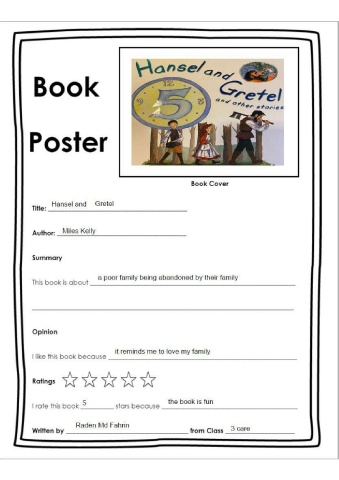 Book
Poster
Hansel and
Gretel
and other stories
5
Book Cover
Title: Hansel and Gretel
Author: Miles Kelly
Summary
This book is about a poor family being abandoned by their family
Opinion
I like this book because it reminds me to love my family
Ratings
I rate this book 5 stars because the book is fun
Written by Raden Md Fahrin from Class 3 care